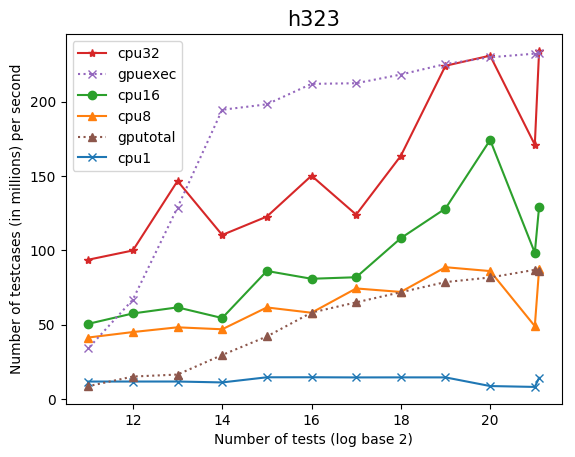 h323
cpu32
gpuexec
cpu16
cpu8
gputotal
cpu1
Number of testcases (in millions) per second
200
150
100
50
0
12 14 16 18 20
Number of tests (log base 2)